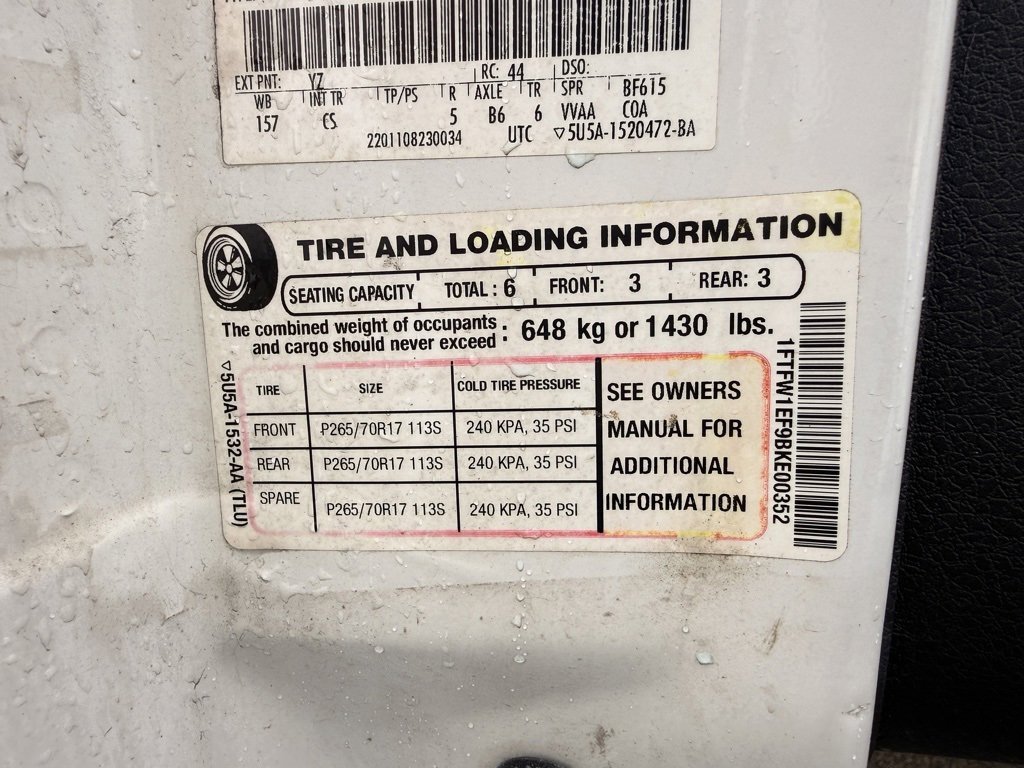 EXT PNT: YZ RC: 44 DSO:
WB INT TR TP/PS R AXLE TR SPR BF615
157 CS 5 B6 6 VVAA COA
2201108230034 UTC ▽5U5A-1520472-BA
TIRE AND LOADING INFORMATION
SEATING CAPACITY TOTAL : 6 FRONT: 3 REAR: 3
The combined weight of occupants
and cargo should never exceed : 648 kg or 1430 lbs.
TIRE SIZE COLD TIRE PRESSURE
FRONT P265/70R17 113S 240 KPA, 35 PSI
REAR P265/70R17 113S 240 KPA, 35 PSI
SPARE P265/70R17 113S 240 KPA, 35 PSI
SEE OWNERS
MANUAL FOR
ADDITIONAL
INFORMATION
▽5U5A-1532-AA (TLU)
1FTFW1EF9BKE00352